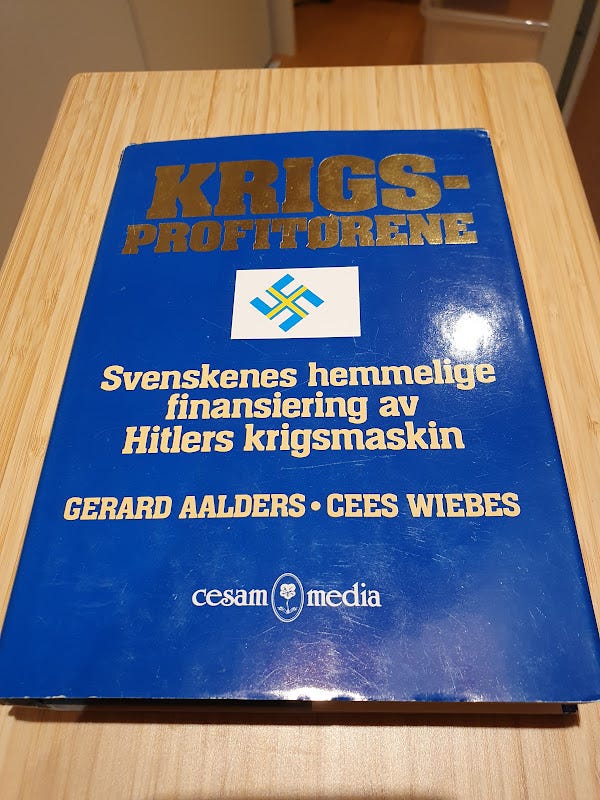 KRIGS-
PROFITØRENE
Svenskenes hemmelige
finansiering av
Hitlers krigsmaskin
GERARD AALDERS • CEES WIEBES
cesam media